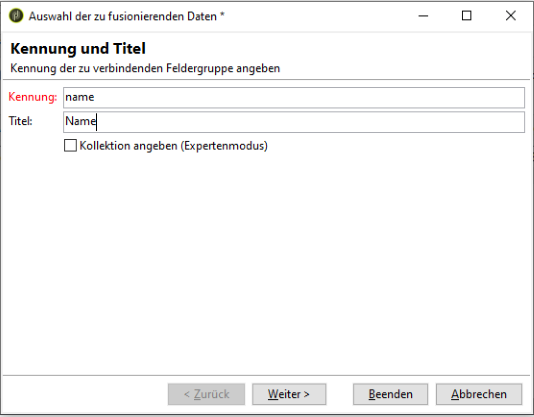 Auswahl der zu fusionierenden Daten *
Kennung und Titel
Kennung der zu verbindenden Feldergruppe angeben
Kennung: name
Titel: Name
Kollektion angeben (Expertenmodus)
< Zurück Weiter > Beenden Abbrechen